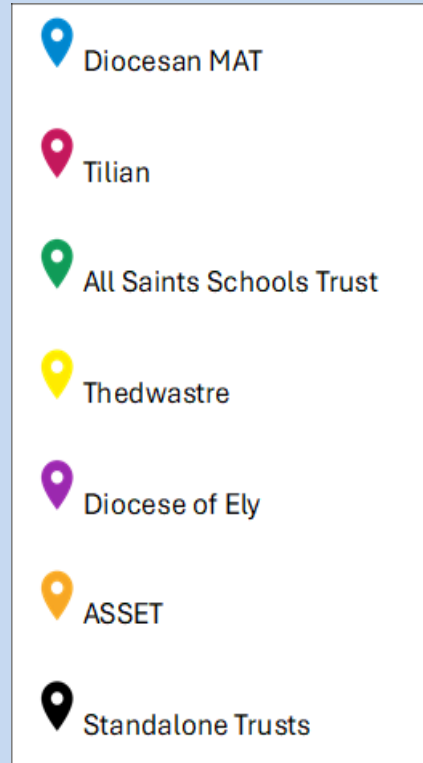 Diocesan MAT
Tilian
All Saints Schools Trust
Thedwastre
Diocese of Ely
ASSET
Standalone Trusts